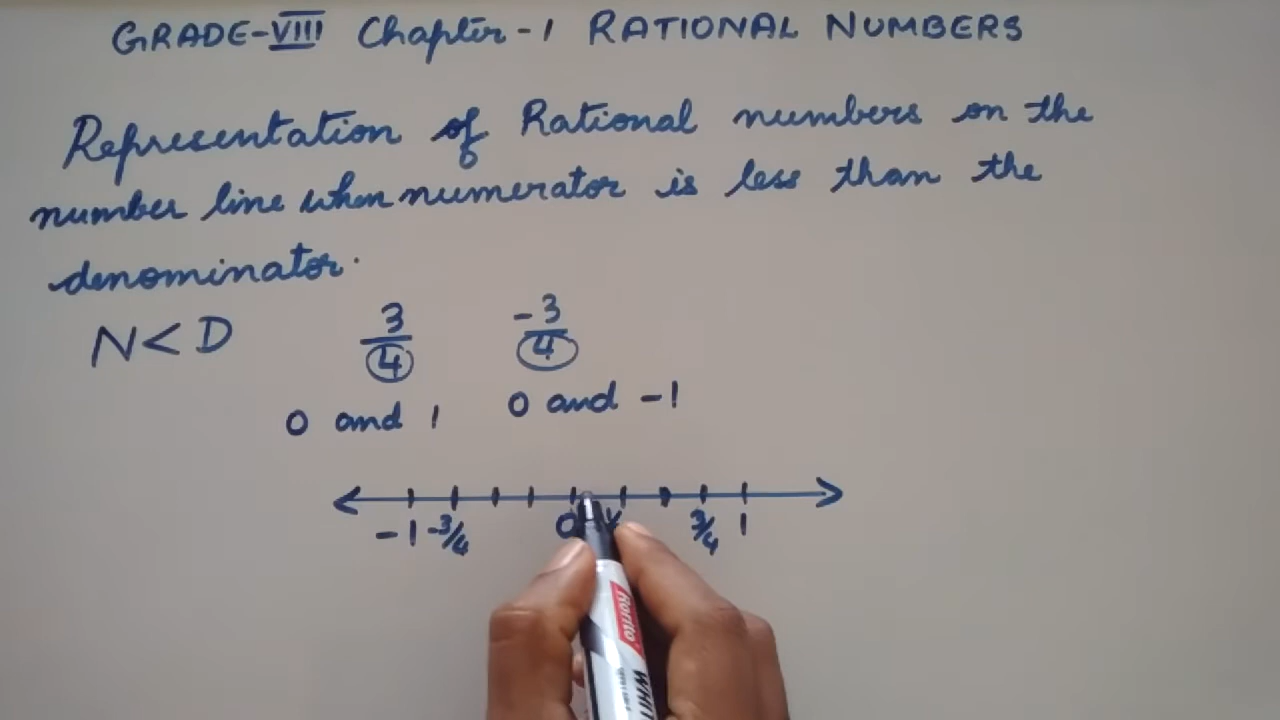 GRADE-VIII Chapter-1 RATIONAL NUMBERS
Representation of Rational numbers on the
number line when numerator is less than the
denominator.
N<D 3/4 -3/4
0 and 1 0 and -1
-1 -3/4 0 3/4 1
Rorito
WHIT